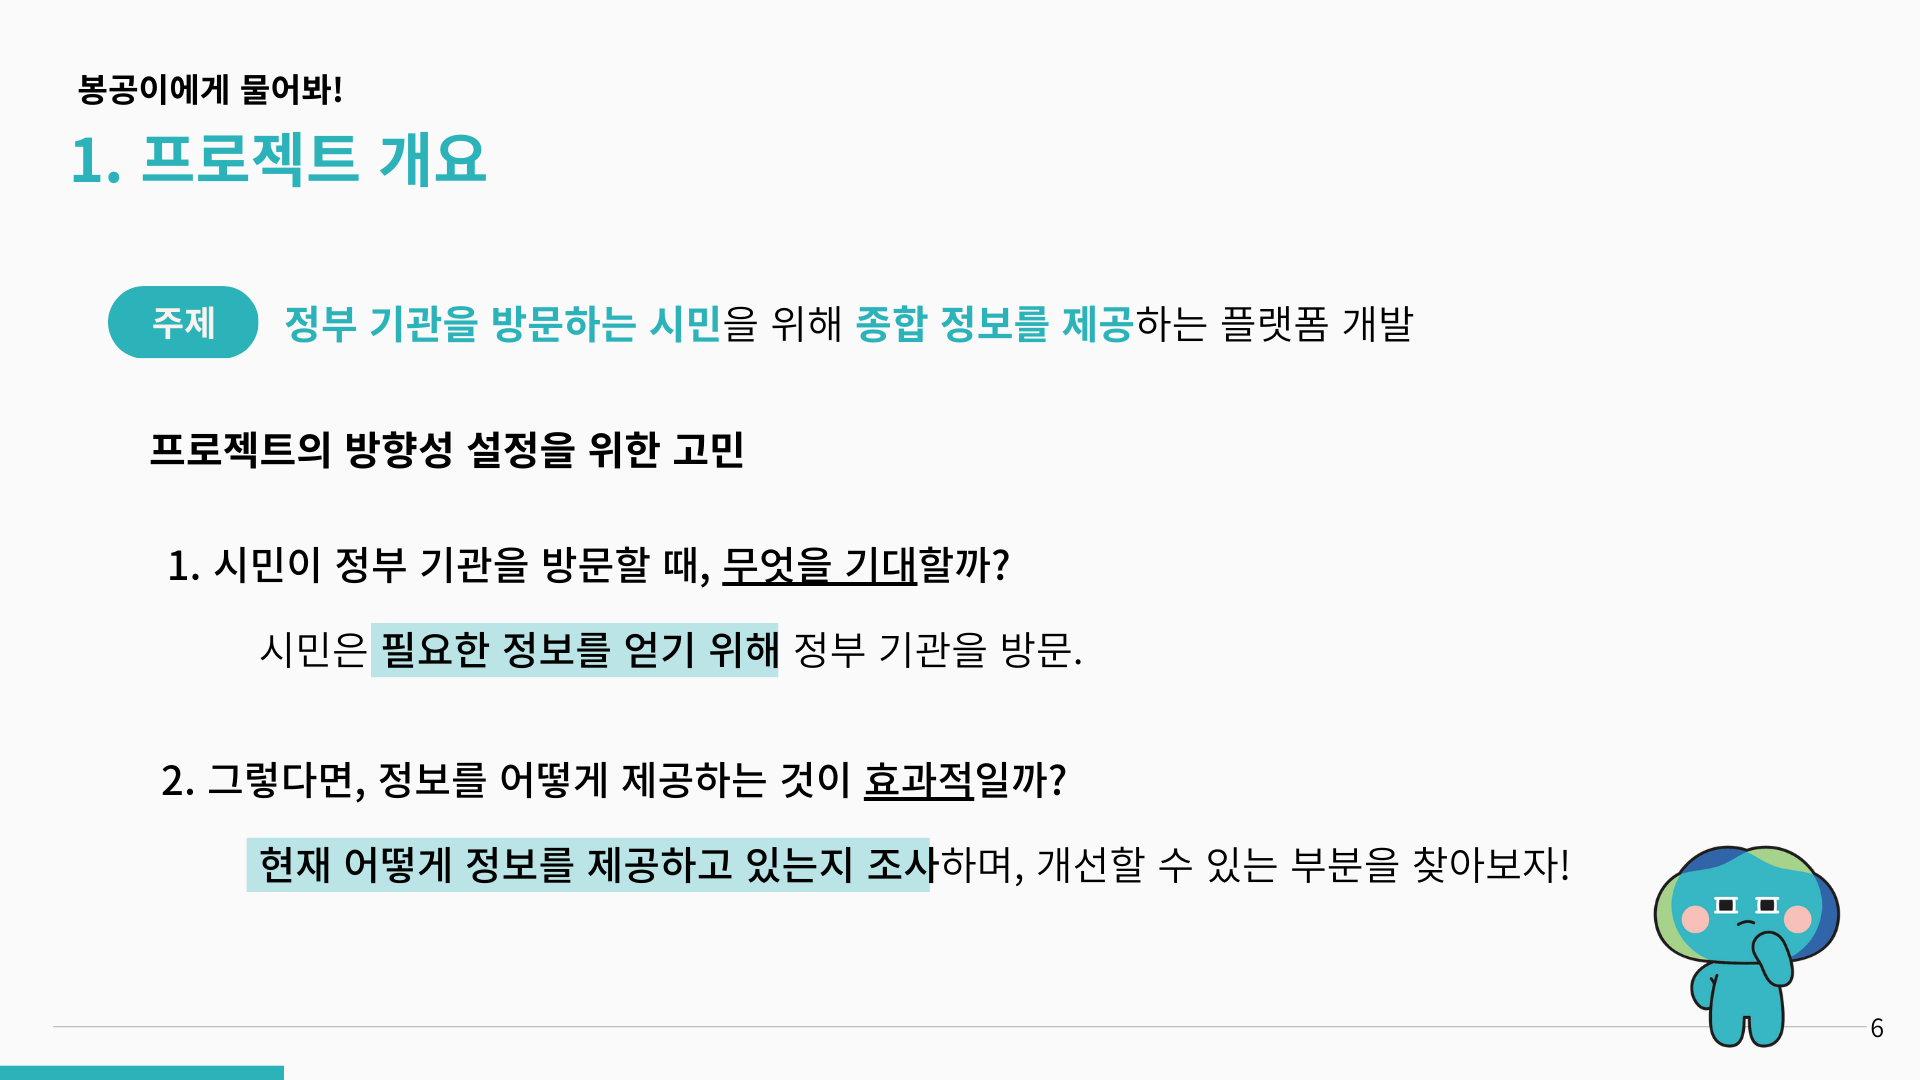 봉공이에게 물어봐!
1. 프로젝트 개요
주제
정부 기관을 방문하는 시민을 위해 종합 정보를 제공하는 플랫폼 개발
프로젝트의 방향성 설정을 위한 고민
1. 시민이 정부 기관을 방문할 때, 무엇을 기대할까?
시민은 필요한 정보를 얻기 위해 정부 기관을 방문.
2. 그렇다면, 정보를 어떻게 제공하는 것이 효과적일까?
현재 어떻게 정보를 제공하고 있는지 조사하며, 개선할 수 있는 부분을 찾아보자!
6